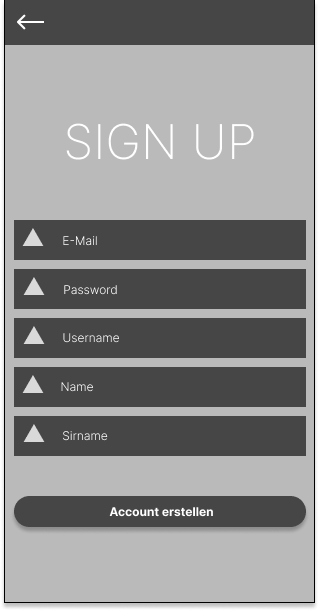 SIGN UP
E-Mail
Password
Username
Name
Sirname
Account erstellen